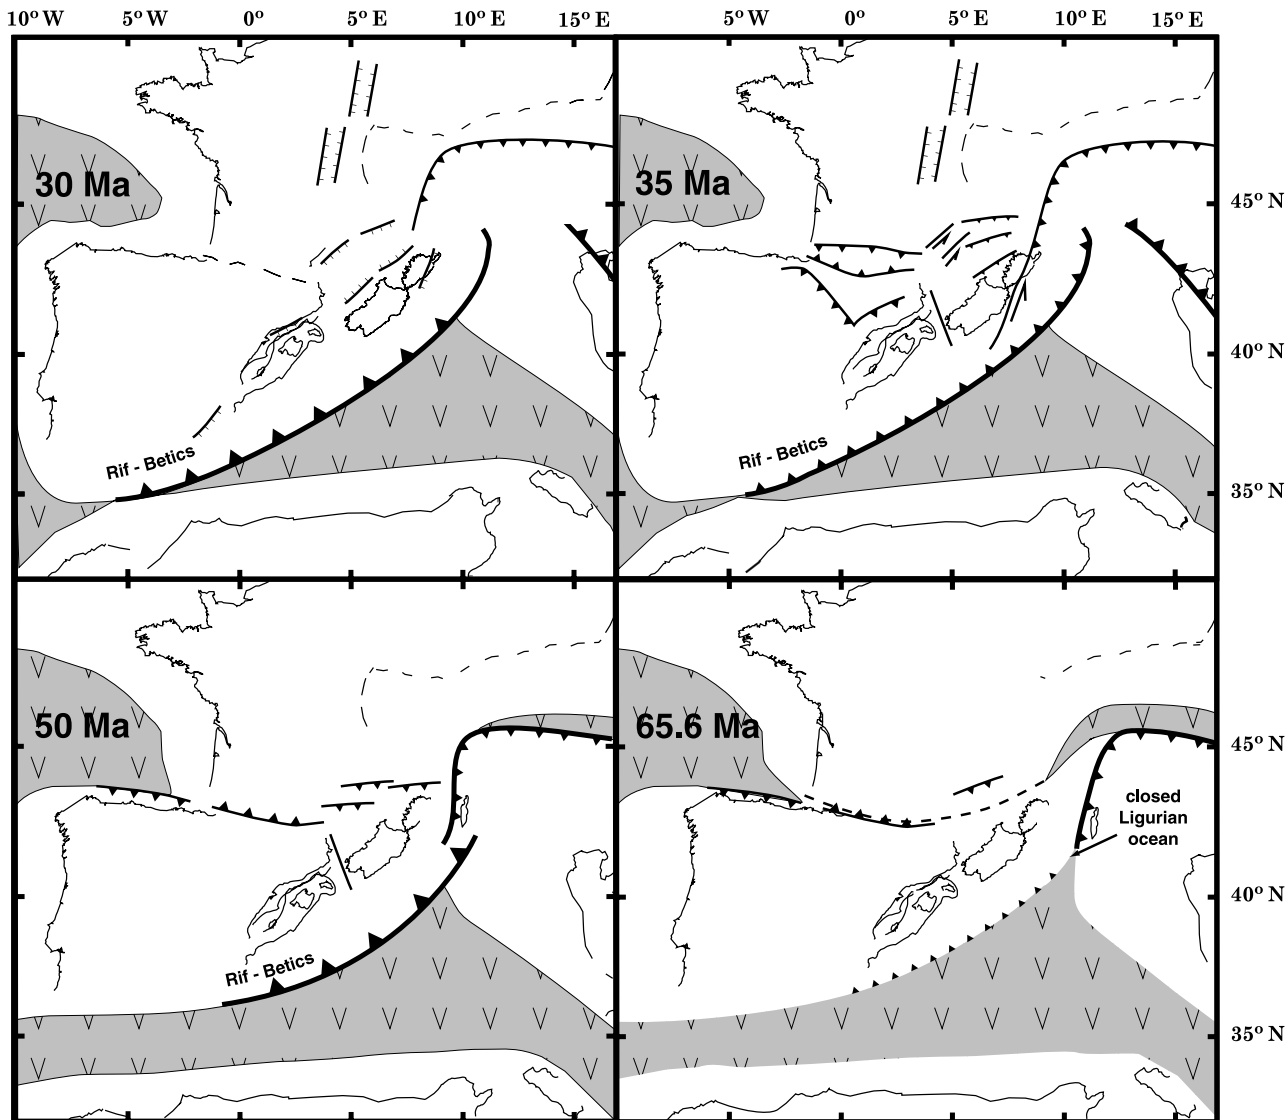 10° W 5° W 0° 5° E 10° E 15° E 5° W 0° 5° E 10° E 15° E
30 Ma
35 Ma
45° N
40° N
Rif - Betics
Rif - Betics
35° N
50 Ma
65.6 Ma
45° N
closed
Ligurian
ocean
40° N
Rif - Betics
35° N